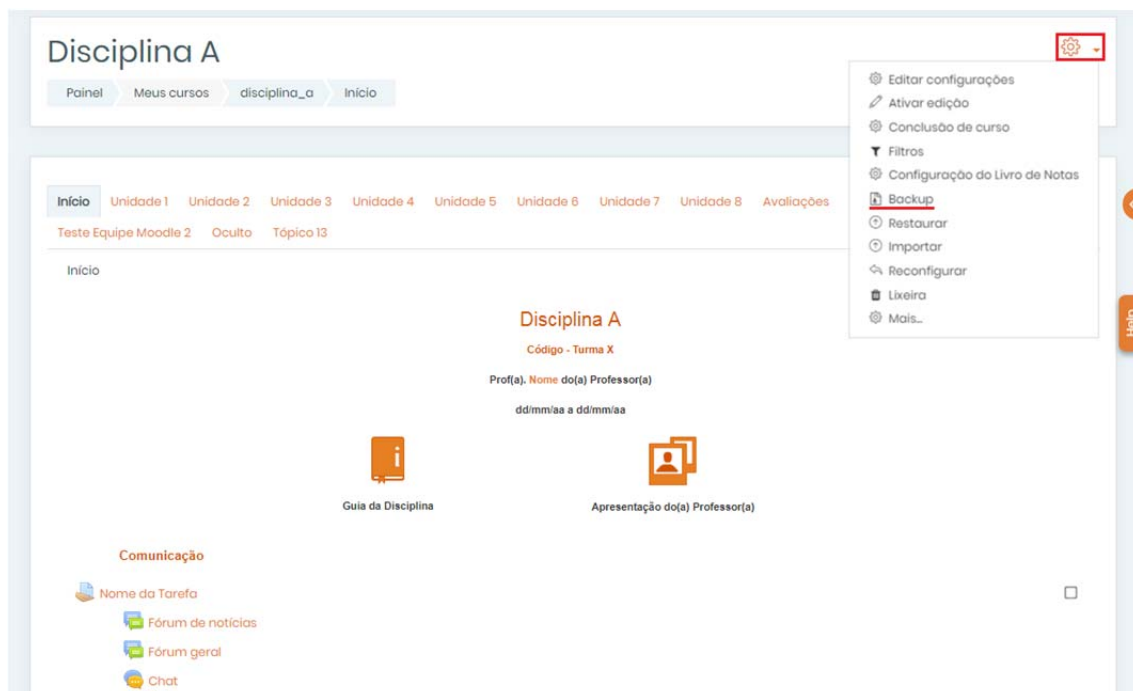 Disciplina A
Painel Meus cursos disciplina_a Início
Editar configurações
Ativar edição
Conclusão de curso
Filtros
Configuração do Livro de Notas
Backup
Restaurar
Importar
Reconfigurar
Lixeira
Mais...
Início Unidade 1 Unidade 2 Unidade 3 Unidade 4 Unidade 5 Unidade 6 Unidade 7 Unidade 8 Avaliações
Teste Equipe Moodle 2 Oculto Tópico 13
Início
Disciplina A
Código - Turma X
Prof(a). Nome do(a) Professor(a)
dd/mm/aa a dd/mm/aa
Guia da Disciplina Apresentação do(a) Professor(a)
Comunicação
Nome da Tarefa
Fórum de notícias
Fórum geral
Chat
Help